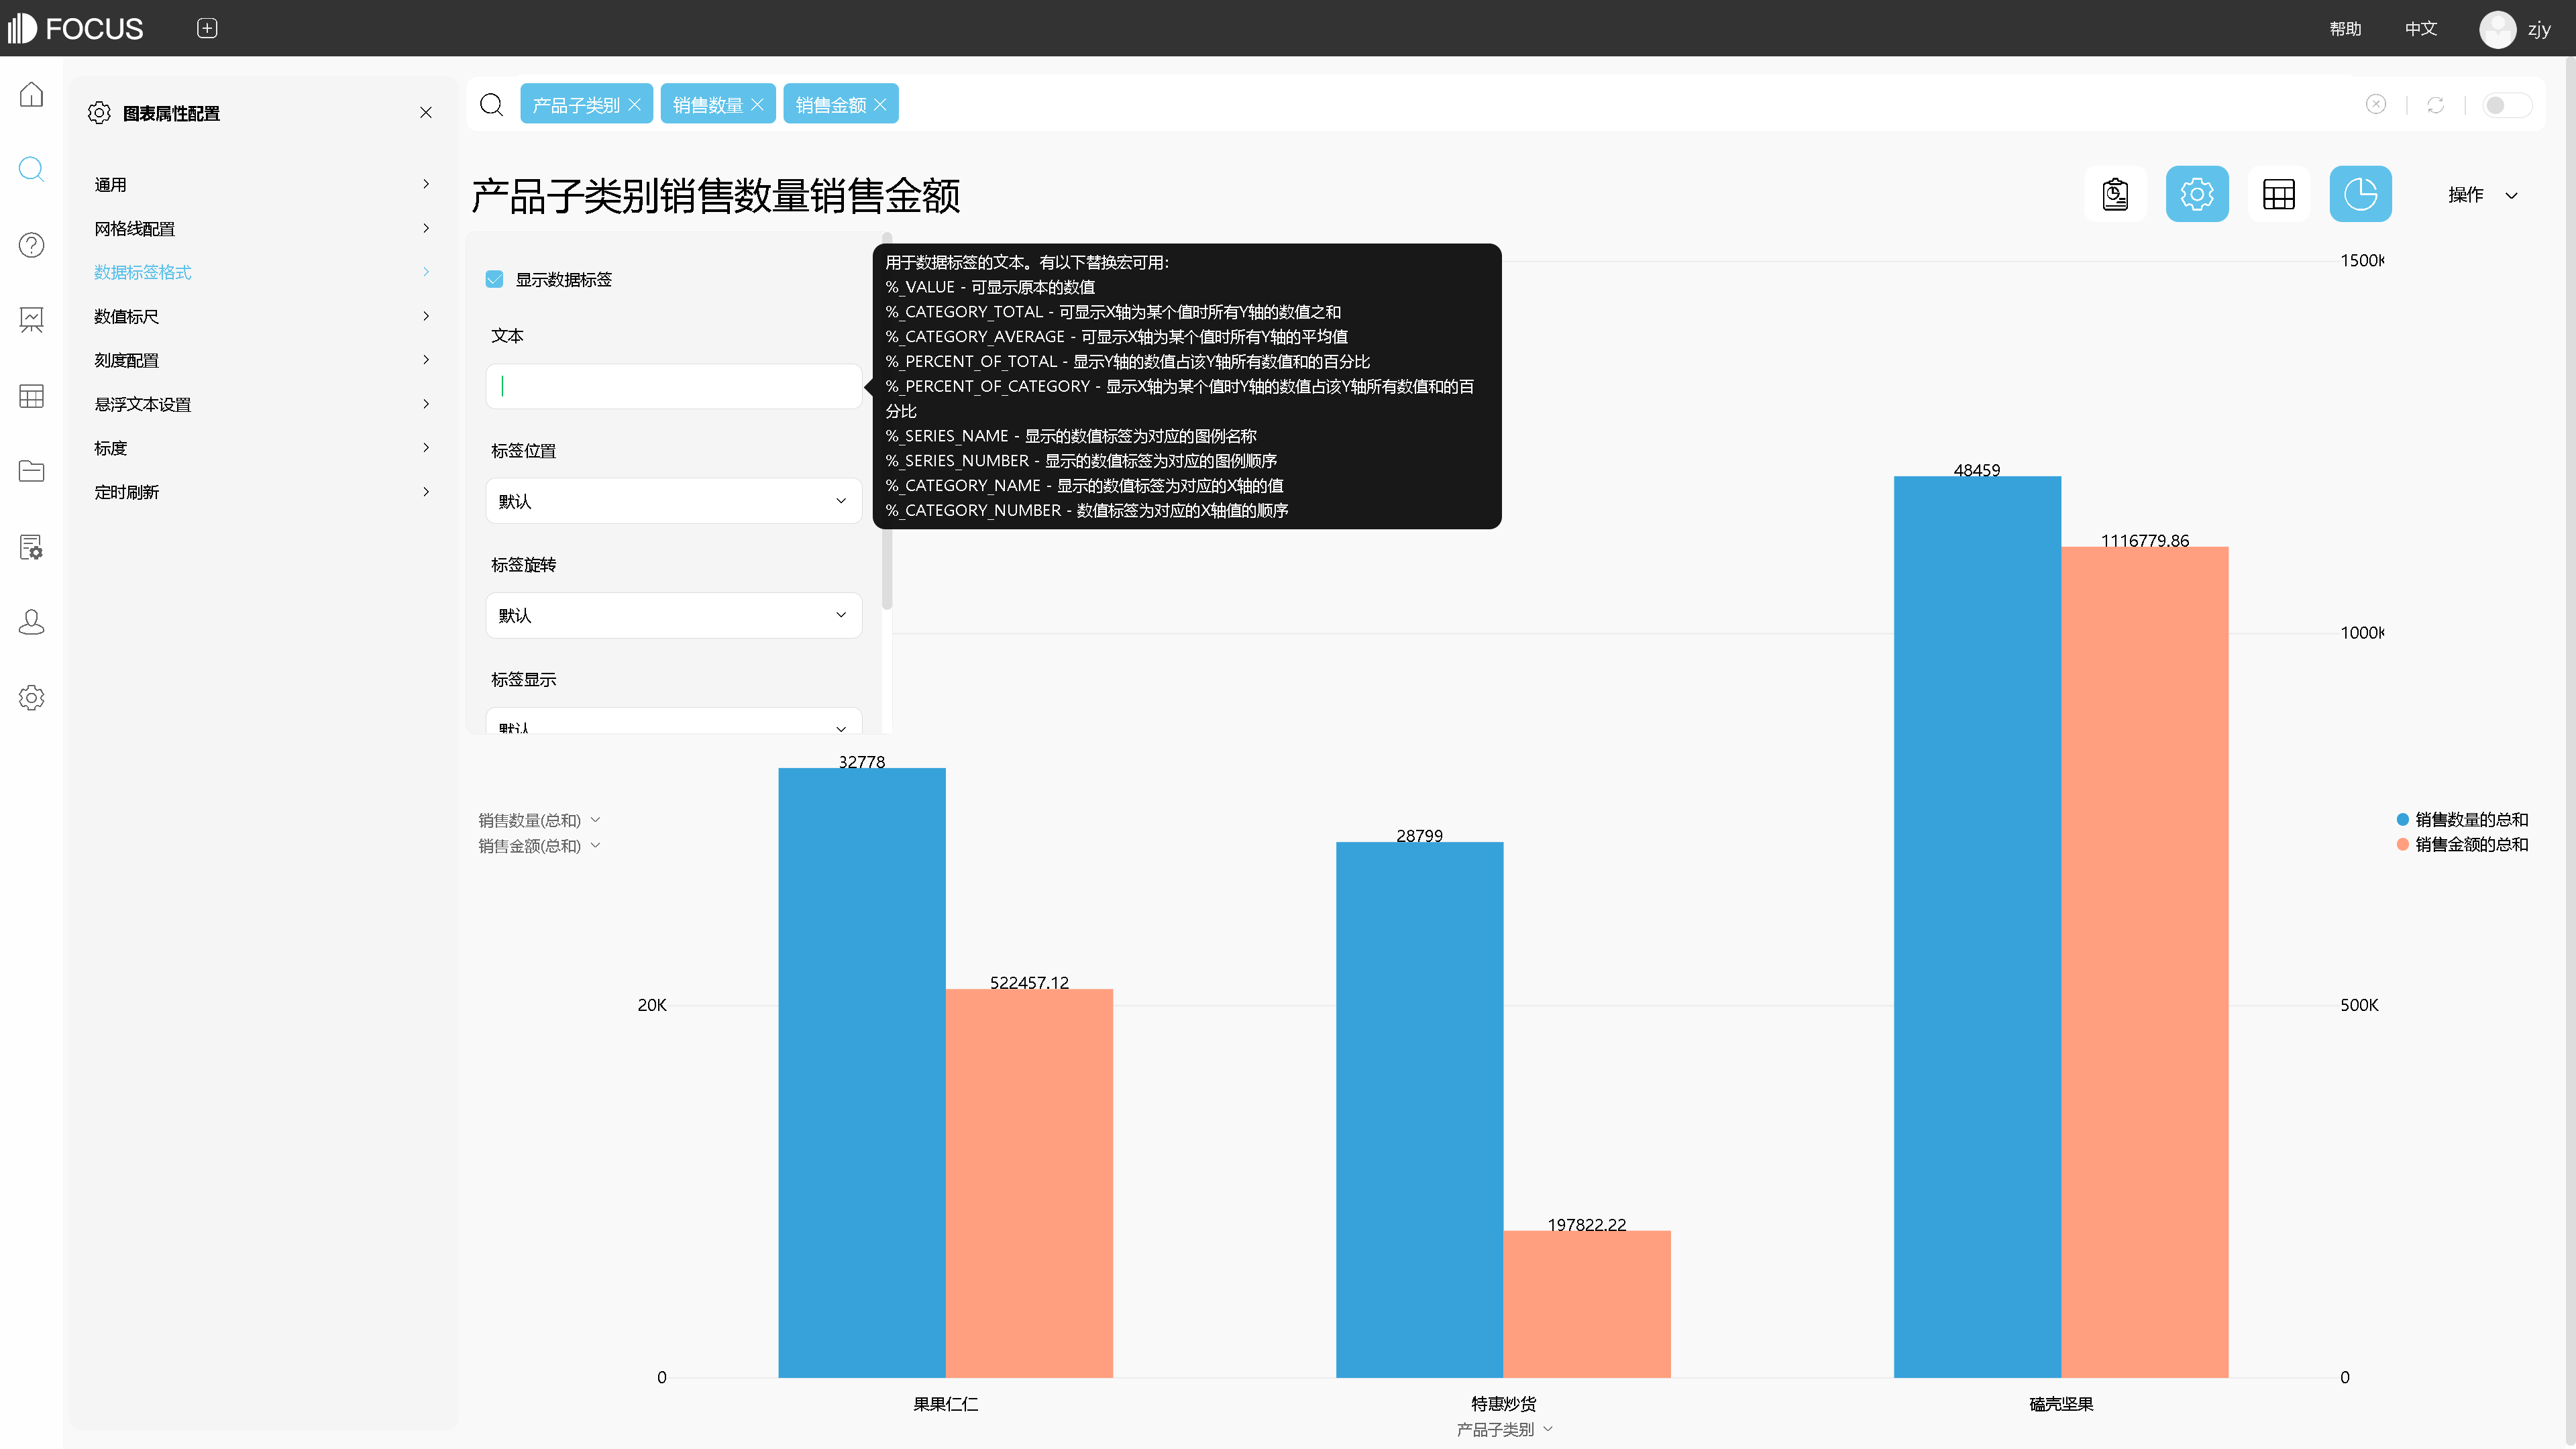 FOCUS
帮助
中文
zjy
图表属性配置
通用
网格线配置
数据标签格式
数值标尺
刻度配置
悬浮文本设置
标度
定时刷新
产品子类别
销售数量
销售金额
产品子类别销售数量销售金额
操作
显示数据标签
文本
标签位置
默认
标签旋转
默认
标签显示
默认
用于数据标签的文本。有以下替换宏可用:
%_VALUE - 可显示原本的数值
%_CATEGORY_TOTAL - 可显示X轴为某个值时所有Y轴的数值之和
%_CATEGORY_AVERAGE - 可显示X轴为某个值时所有Y轴的平均值
%_PERCENT_OF_TOTAL - 显示Y轴的数值占该Y轴所有数值和的百分比
%_PERCENT_OF_CATEGORY - 显示X轴为某个值时Y轴的数值占该Y轴所有数值和的百
分比
%_SERIES_NAME - 显示的数值标签为对应的图例名称
%_SERIES_NUMBER - 显示的数值标签为对应的图例顺序
%_CATEGORY_NAME - 显示的数值标签为对应的X轴的值
%_CATEGORY_NUMBER - 数值标签为对应的X轴值的顺序
1500K
48459
1116779.86
1000K
32778
28799
销售数量(总和)
销售金额(总和)
销售数量的总和
销售金额的总和
522457.12
20K
500K
197822.22
0
0
果果仁仁
特惠炒货
磕壳坚果
产品子类别